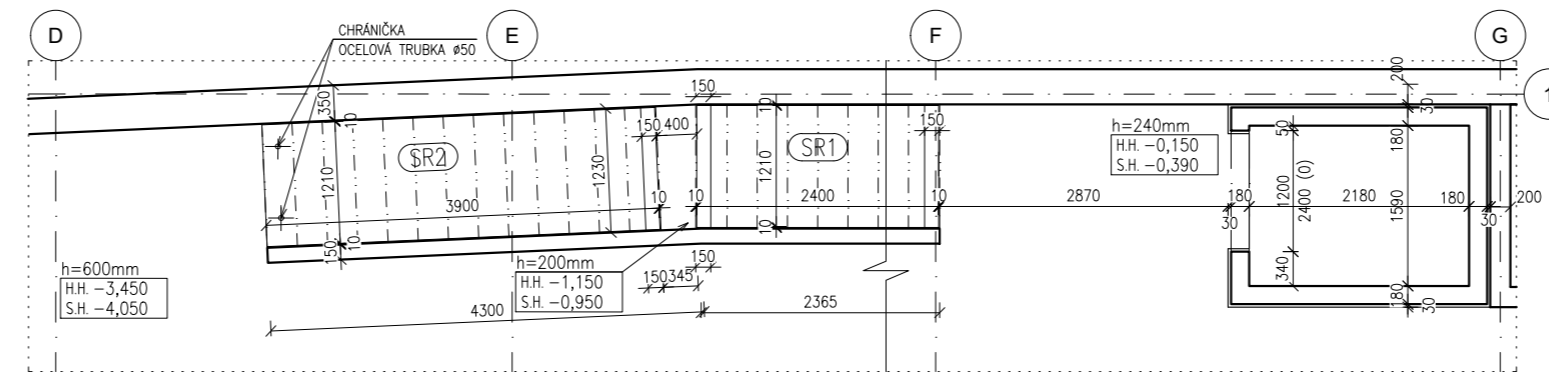 D
E
F
G
1
CHRÁNIČKA
OCELOVÁ TRUBKA ø50
350
10
150
400
150
10
150
200
30
SR2
SR1
1210
1230
1210
3900
10
10
2400
10
2870
150
10
10
h=240mm
H.H. −0,150
S.H. −0,390
50
180
1200
2400 (0)
180
2180
1590
180
200
30
30
340
180
30
h=600mm
H.H. −3,450
S.H. −4,050
h=200mm
H.H. −1,150
S.H. −0,950
150
150
345
4300
2365